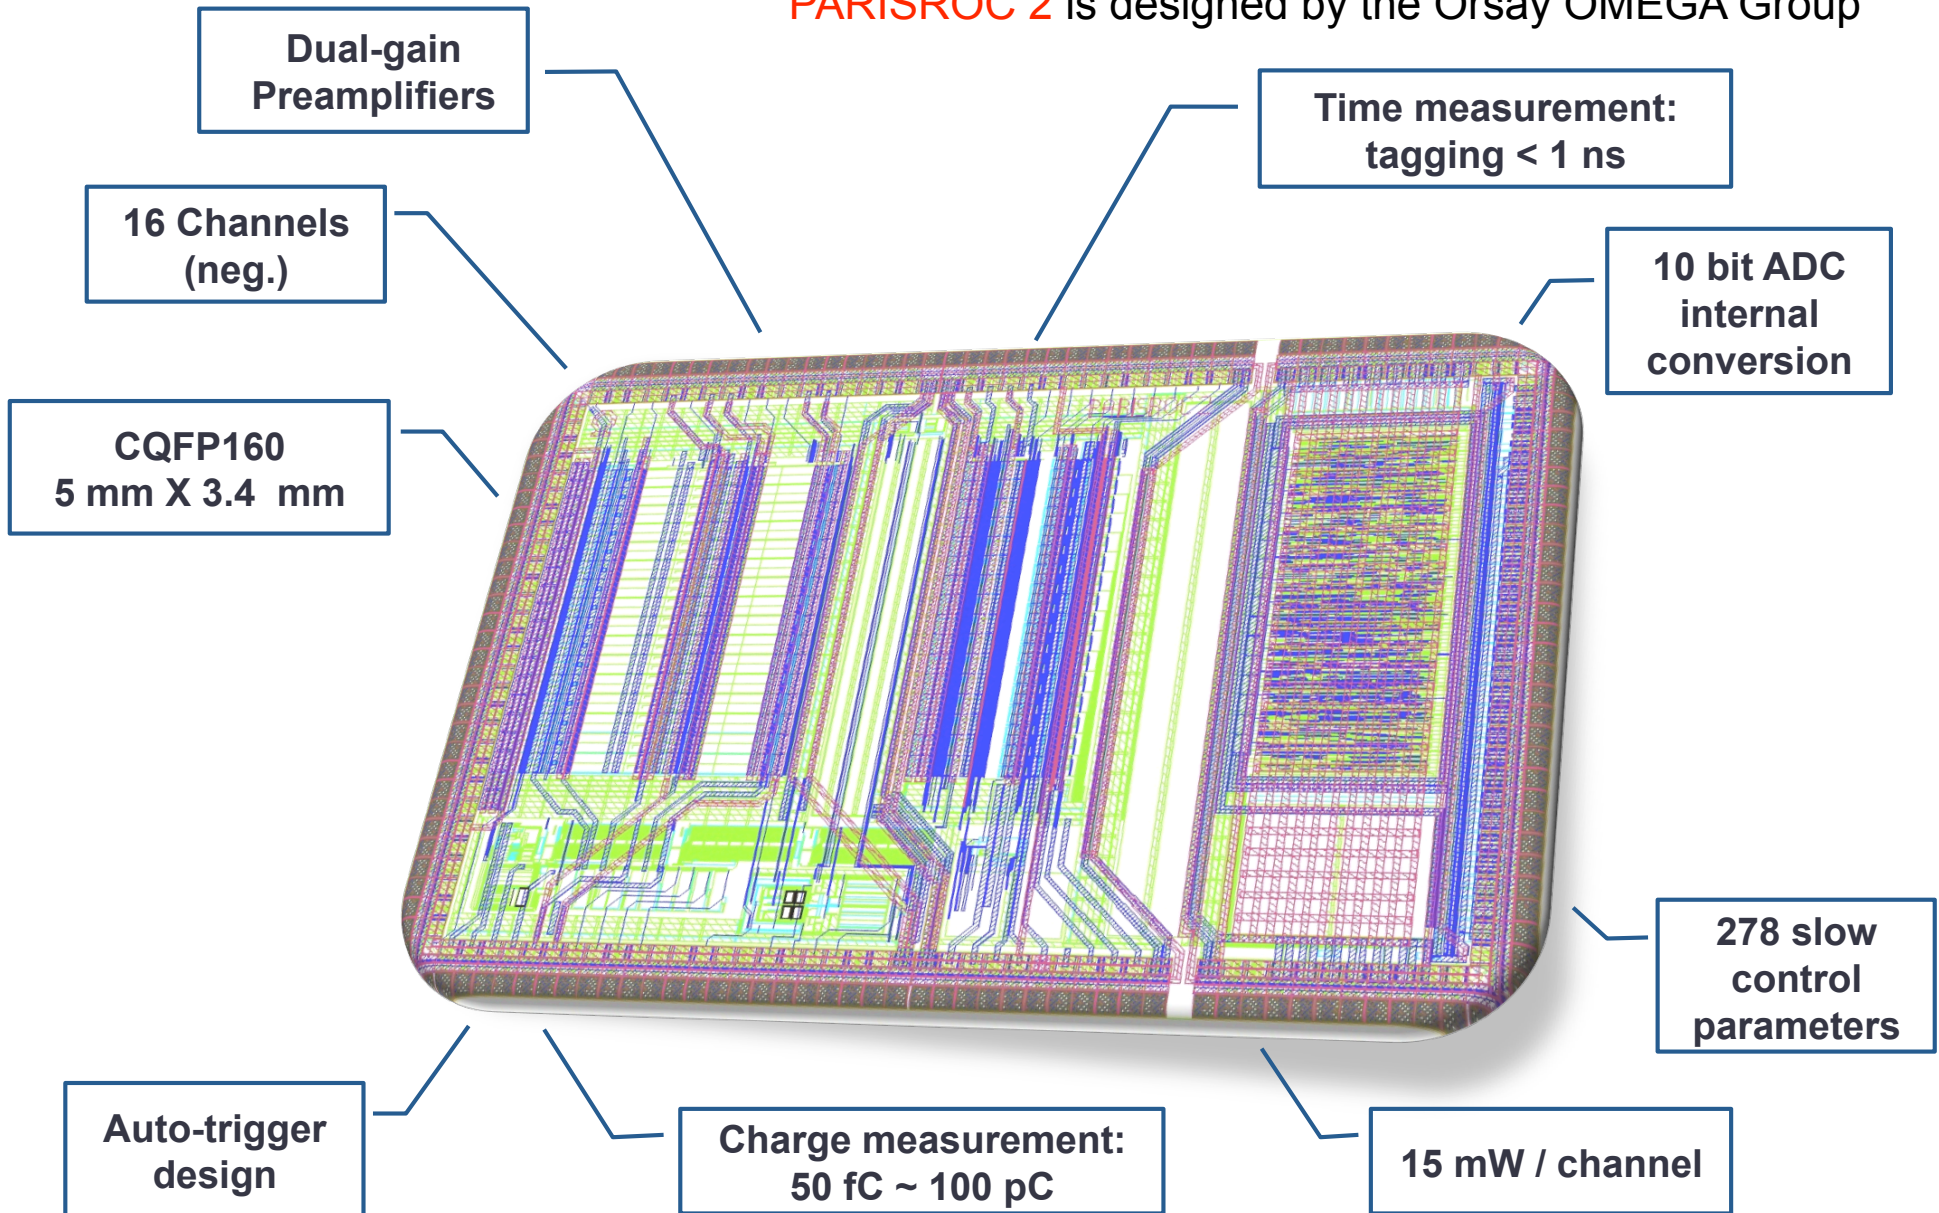 PARISROC 2 is designed by the Orsay OMEGA Group
Dual-gain
Preamplifiers
Time measurement:
tagging < 1 ns
16 Channels
(neg.)
10 bit ADC
internal
conversion
CQFP160
5 mm X 3.4 mm
278 slow
control
parameters
Auto-trigger
design
Charge measurement:
50 fC ~ 100 pC
15 mW / channel